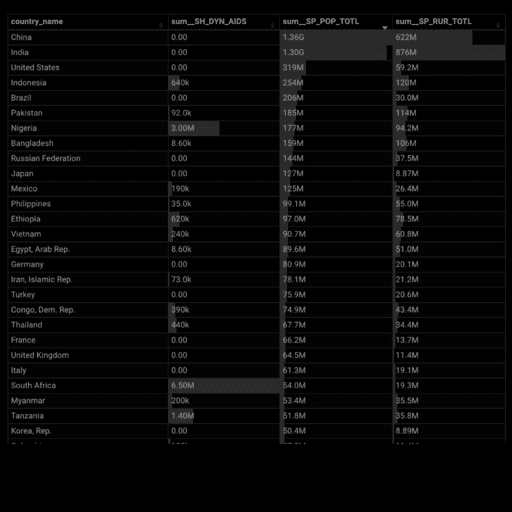 country_name sum__SH_DYN_AIDS sum__SP_POP_TOTL sum__SP_RUR_TOTL
China 0.00 1.36G 622M
India 0.00 1.30G 876M
United States 0.00 319M 59.2M
Indonesia 640k 254M 120M
Brazil 0.00 206M 30.0M
Pakistan 92.0k 185M 114M
Nigeria 3.00M 177M 94.2M
Bangladesh 8.60k 159M 106M
Russian Federation 0.00 144M 37.5M
Japan 0.00 127M 8.87M
Mexico 190k 125M 26.4M
Philippines 35.0k 99.1M 55.0M
Ethiopia 620k 97.0M 78.5M
Vietnam 240k 90.7M 60.8M
Egypt, Arab Rep. 8.60k 89.6M 51.0M
Germany 0.00 80.9M 20.1M
Iran, Islamic Rep. 73.0k 78.1M 21.2M
Turkey 0.00 75.9M 20.6M
Congo, Dem. Rep. 390k 74.9M 43.4M
Thailand 440k 67.7M 34.4M
France 0.00 66.2M 13.7M
United Kingdom 0.00 64.5M 11.4M
Italy 0.00 61.3M 19.1M
South Africa 6.50M 54.0M 19.3M
Myanmar 200k 53.4M 35.5M
Tanzania 1.40M 51.8M 35.8M
Korea, Rep. 0.00 50.4M 8.89M